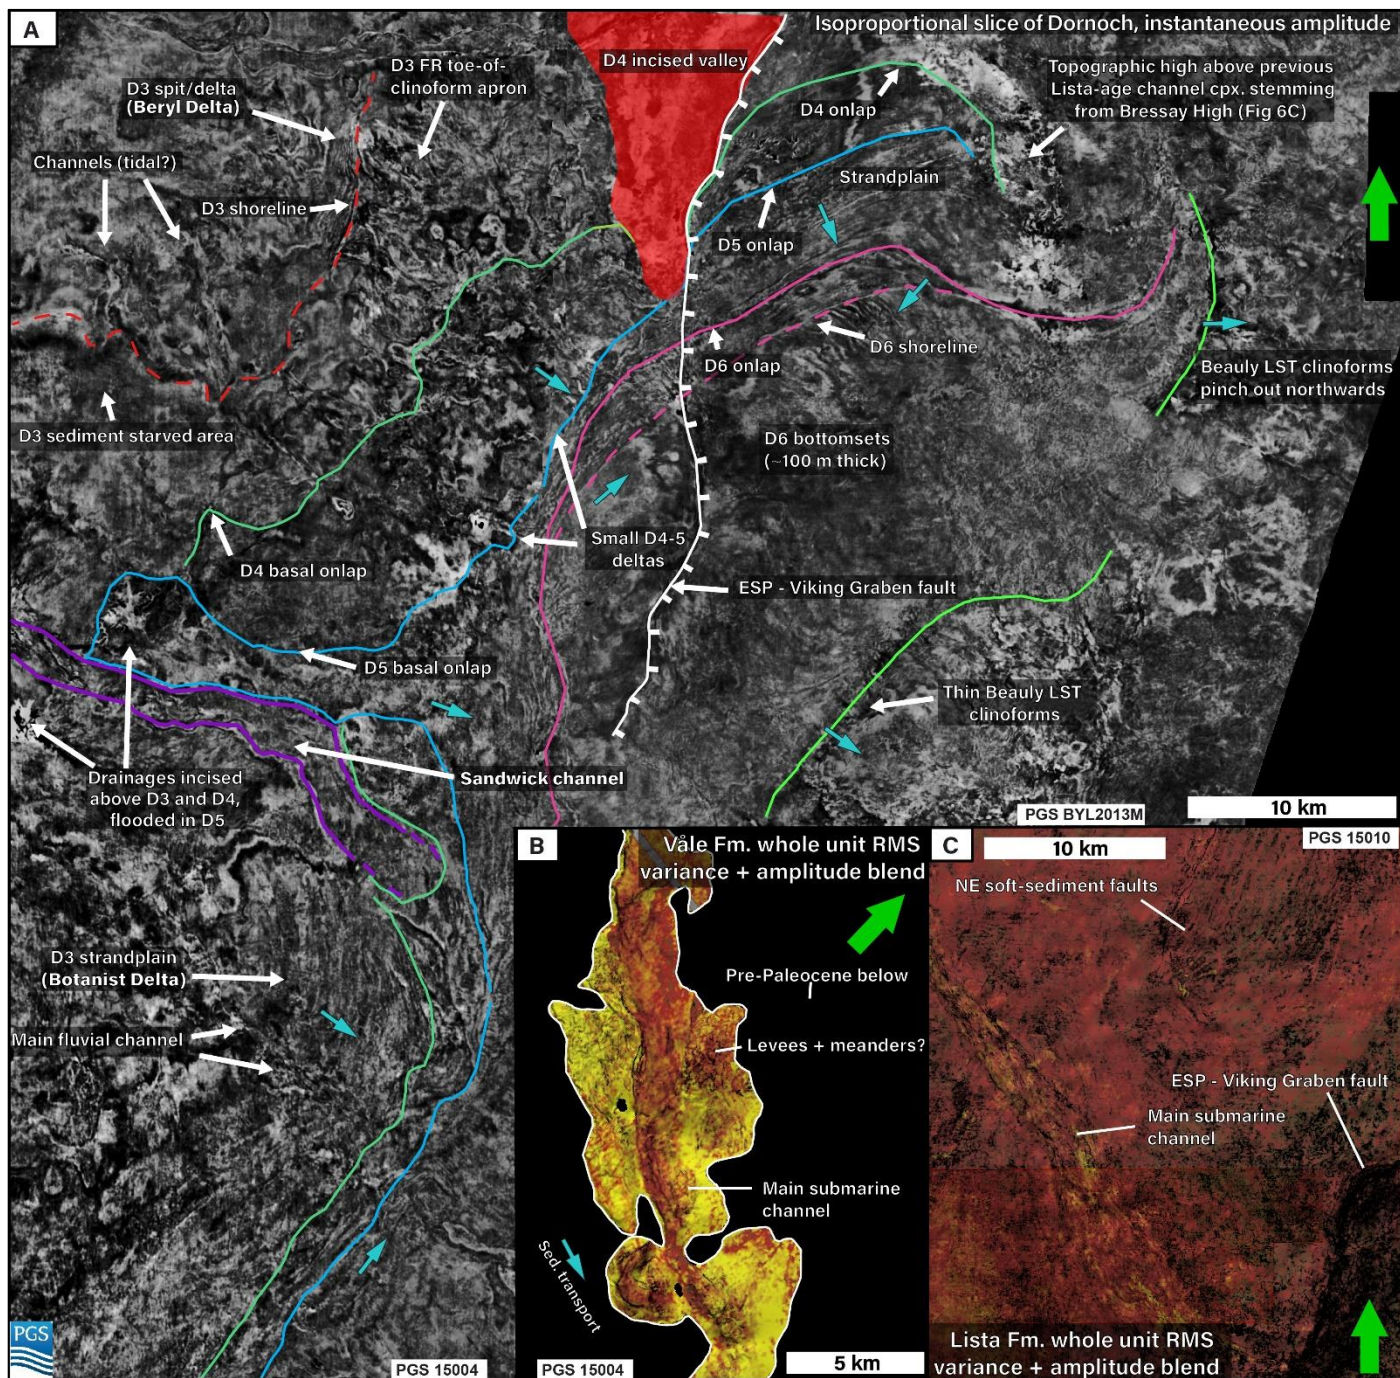 A
Isoproportional slice of Dornoch, instantaneous amplitude
D4 incised valley
D3 FR toe-of-
clinoform apron
D3 spit/delta
(Beryl Delta)
Channels (tidal?)
D3 shoreline
D4 onlap
Topographic high above previous
Lista-age channel cpx. stemming
from Bressay High (Fig 6C)
Strandplain
D5 onlap
D6 onlap
D6 shoreline
Beauly LST clinoforms
pinch out northwards
D3 sediment starved area
D6 bottomsets
(~100 m thick)
Small D4-5
deltas
D4 basal onlap
ESP - Viking Graben fault
D5 basal onlap
Thin Beauly LST
clinoforms
Drainages incised
above D3 and D4,
flooded in D5
Sandwick channel
PGS BYL2013M
10 km
D3 strandplain
(Botanist Delta)
Main fluvial channel
PGS
PGS 15004
B
Våle Fm. whole unit RMS
variance + amplitude blend
Pre-Paleocene below
Levees + meanders?
Main submarine
channel
Sed. transport
PGS 15004
5 km
C
10 km
PGS 15010
NE soft-sediment faults
ESP - Viking Graben fault
Main submarine
channel
Lista Fm. whole unit RMS
variance + amplitude blend